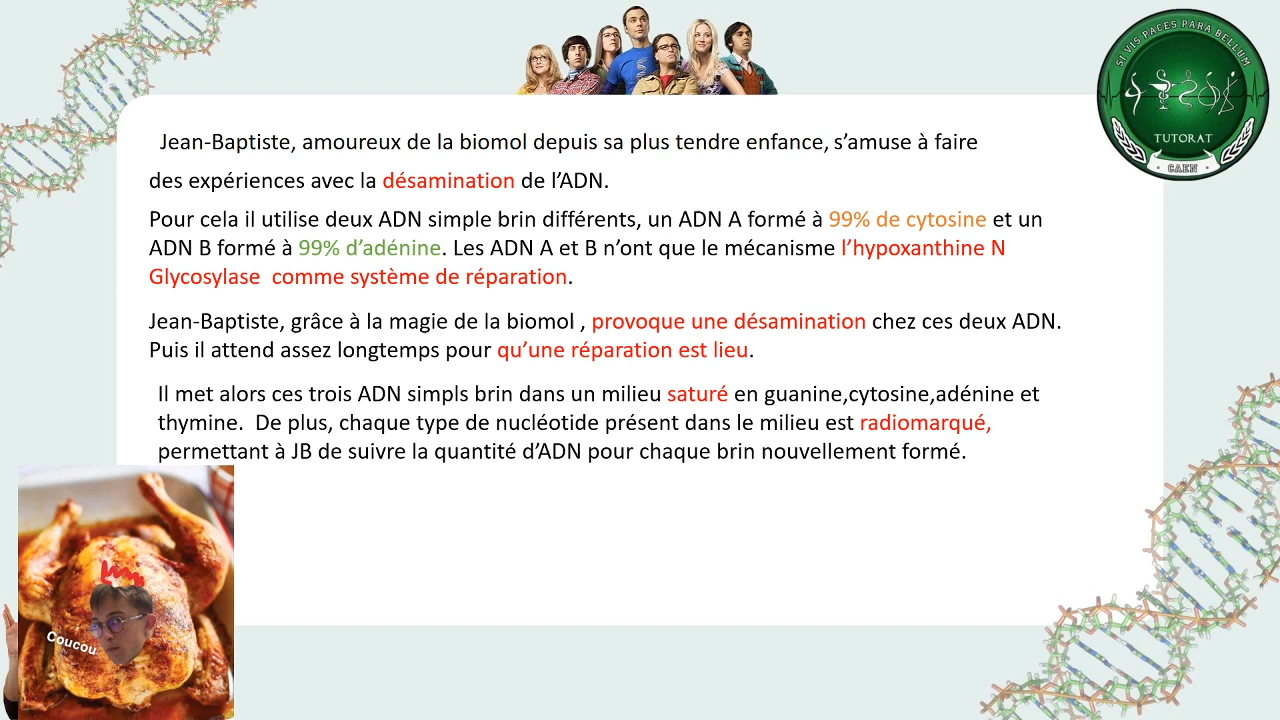 SI VIS PACES PARA BELLUM
TUTORAT
CAEN
Jean-Baptiste, amoureux de la biomol depuis sa plus tendre enfance, s’amuse à faire
des expériences avec la désamination de l’ADN.
Pour cela il utilise deux ADN simple brin différents, un ADN A formé à 99% de cytosine et un
ADN B formé à 99% d’adénine. Les ADN A et B n’ont que le mécanisme l’hypoxanthine N
Glycosylase  comme système de réparation.
Jean-Baptiste, grâce à la magie de la biomol , provoque une désamination chez ces deux ADN.
Puis il attend assez longtemps pour qu’une réparation est lieu.
Il met alors ces trois ADN simpls brin dans un milieu saturé en guanine,cytosine,adénine et
thymine.  De plus, chaque type de nucléotide présent dans le milieu est radiomarqué,
permettant à JB de suivre la quantité d’ADN pour chaque brin nouvellement formé.
Coucou